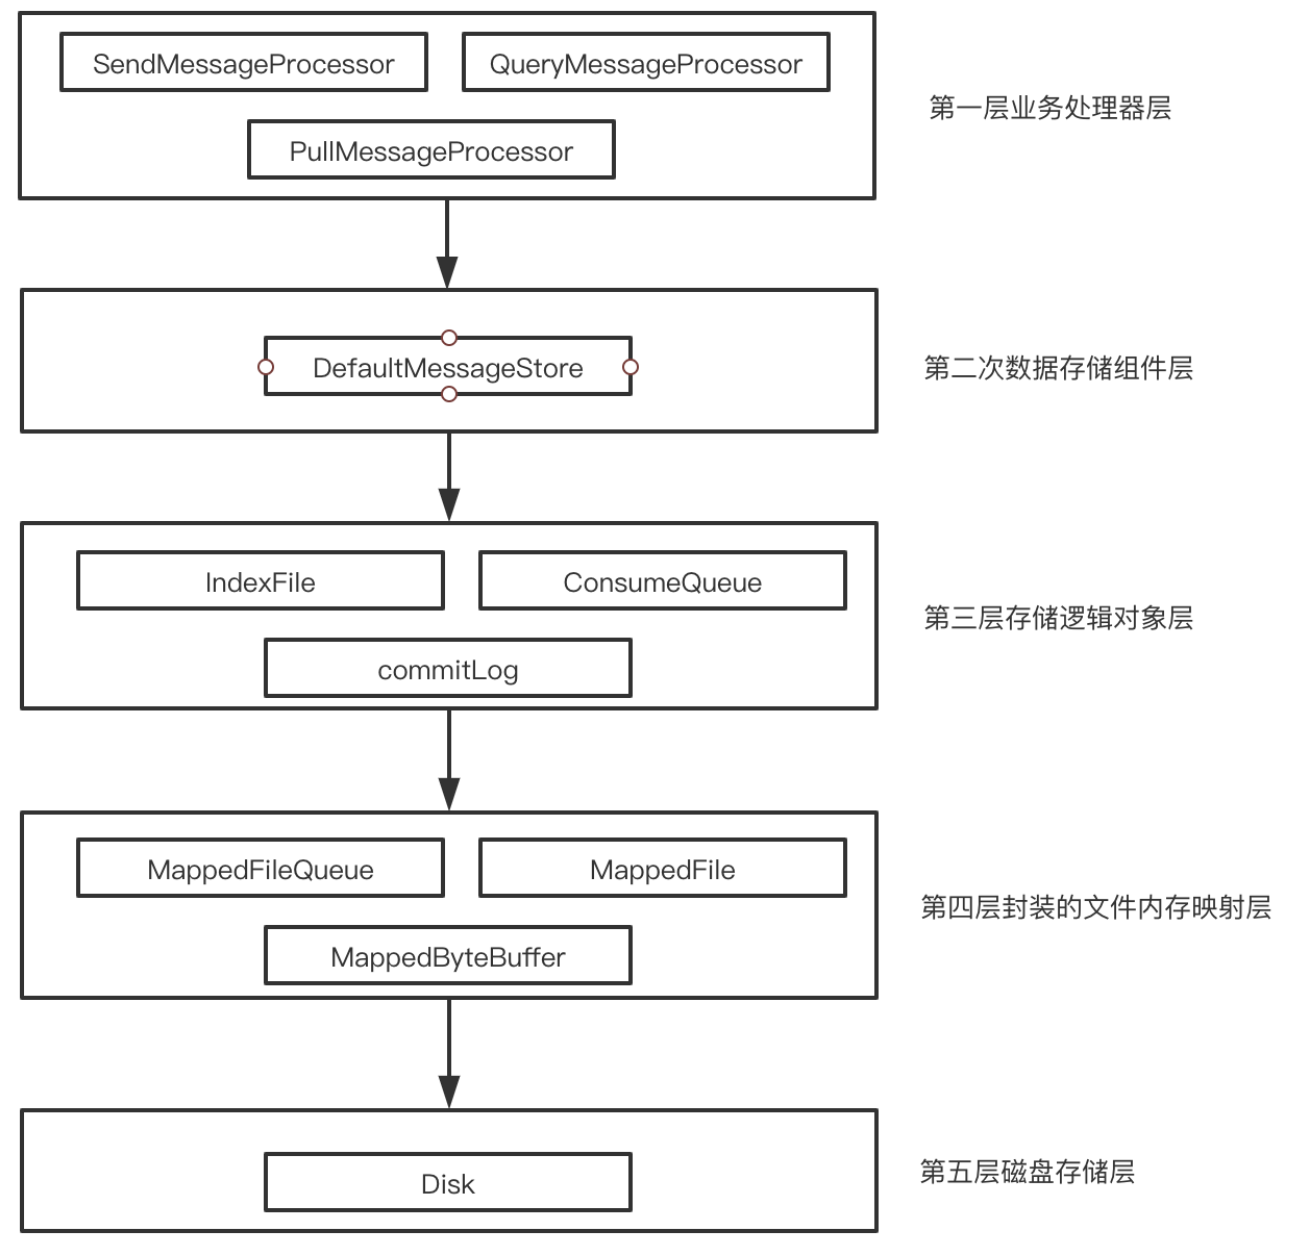 SendMessageProcessor
QueryMessageProcessor
PullMessageProcessor
第一层业务处理器层
DefaultMessageStore
第二次数据存储组件层
IndexFile
ConsumeQueue
commitLog
第三层存储逻辑对象层
MappedFileQueue
MappedFile
MappedByteBuffer
第四层封装的文件内存映射层
Disk
第五层磁盘存储层